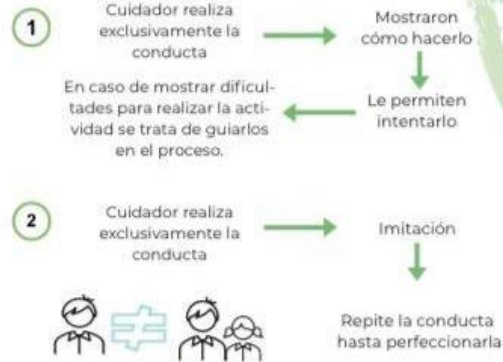 1
Cuidador realiza
exclusivamente la
conducta
Mostraron
cómo hacerlo
Le permiten
intentarlo
En caso de mostrar dificul-
tades para realizar la acti-
vidad se trata de guiarlos
en el proceso.
2
Cuidador realiza
exclusivamente la
conducta
Imitación
Repite la conducta
hasta perfeccionarla